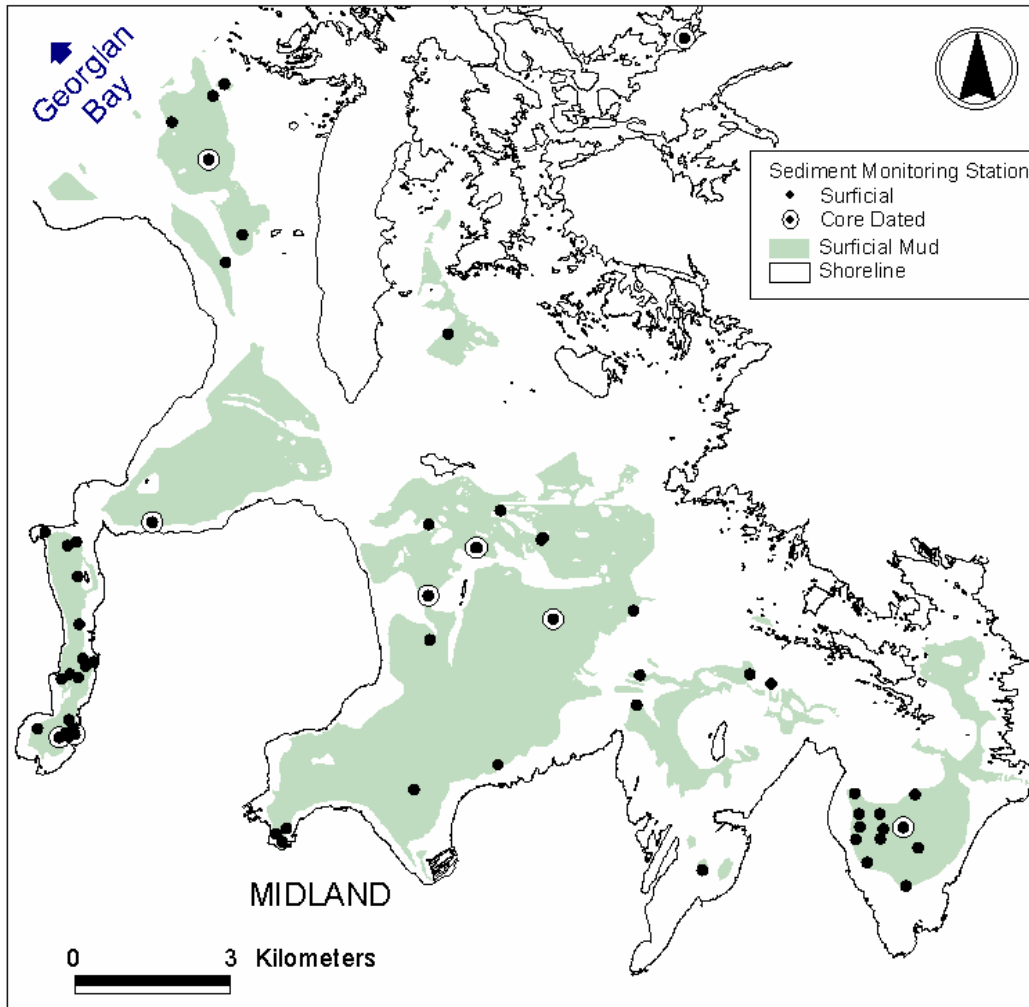 Georgian
Bay
Sediment Monitoring Station
Surficial
Core Dated
Surficial Mud
Shoreline
MIDLAND
0 3 Kilometers